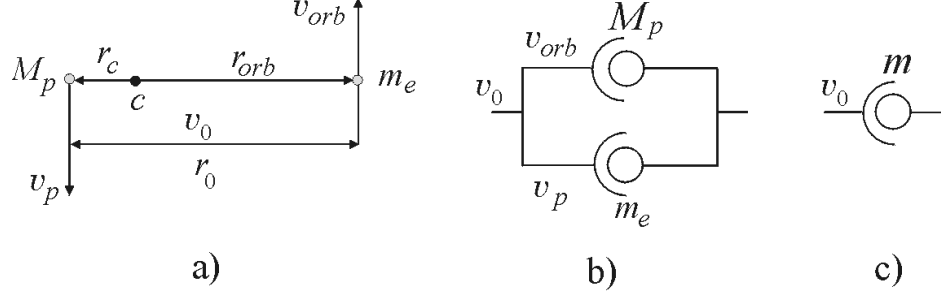 v_orb
M_p r_c r_orb m_e
c
v_0
v_p r_0
a)
M_p
v_orb
v_0
v_p
m_e
b)
m
v_0
c)